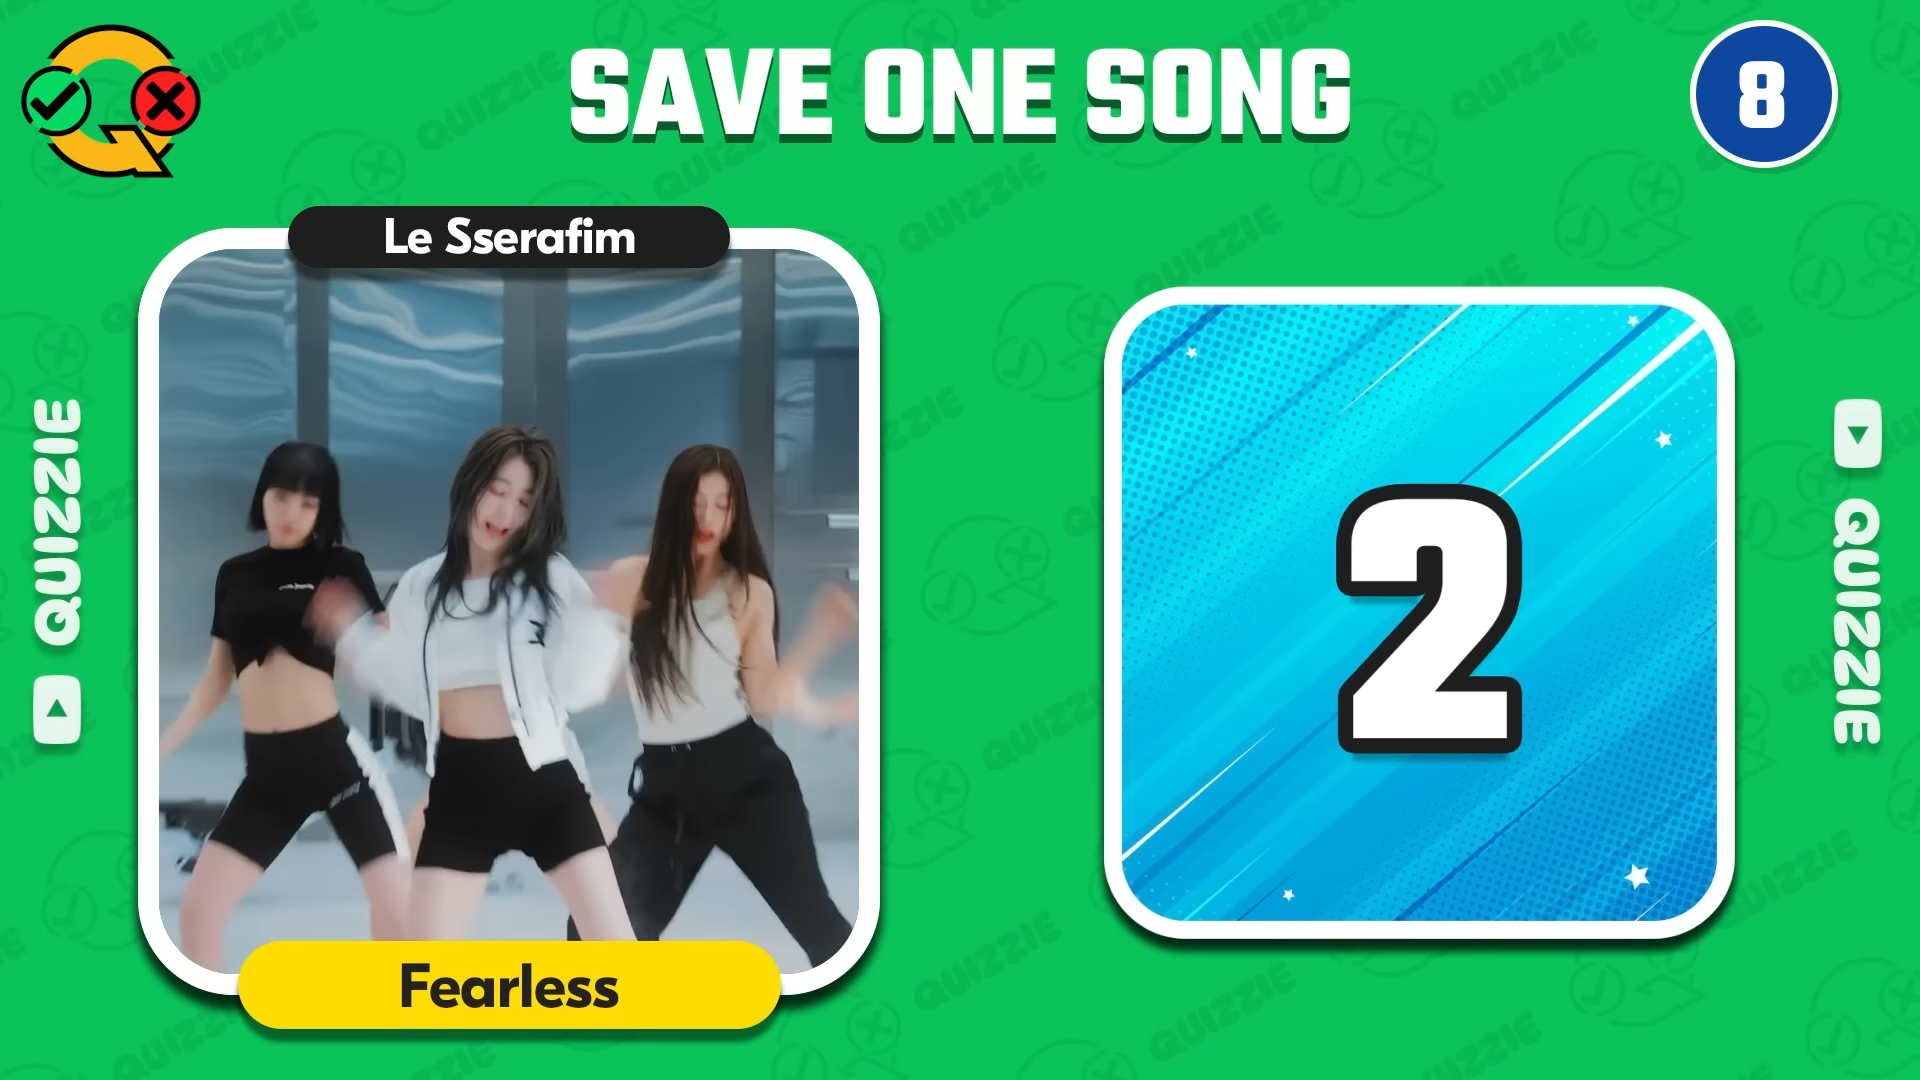 SAVE ONE SONG
8
Le Sserafim
2
Fearless
QUIZZIE
QUIZZIE